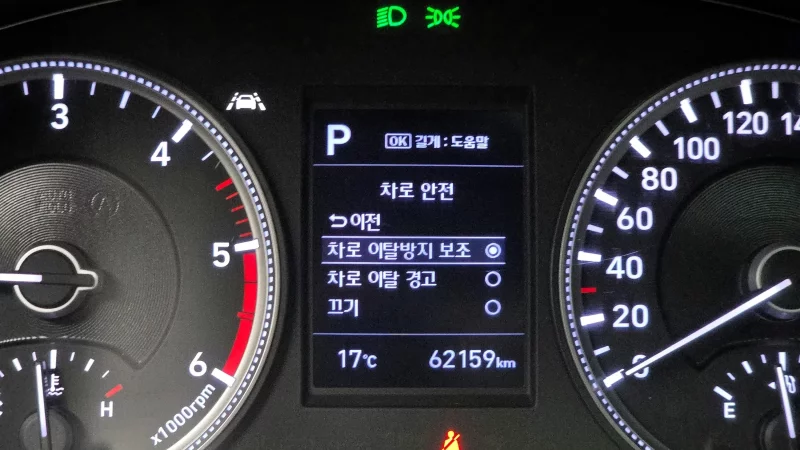 3
4
5
6
x1000rpm
H
P
OK 길게 : 도움말
차로 안전
이전
차로 이탈방지 보조
차로 이탈 경고
끄기
17℃
62159km
120
100
80
60
40
20
0
E